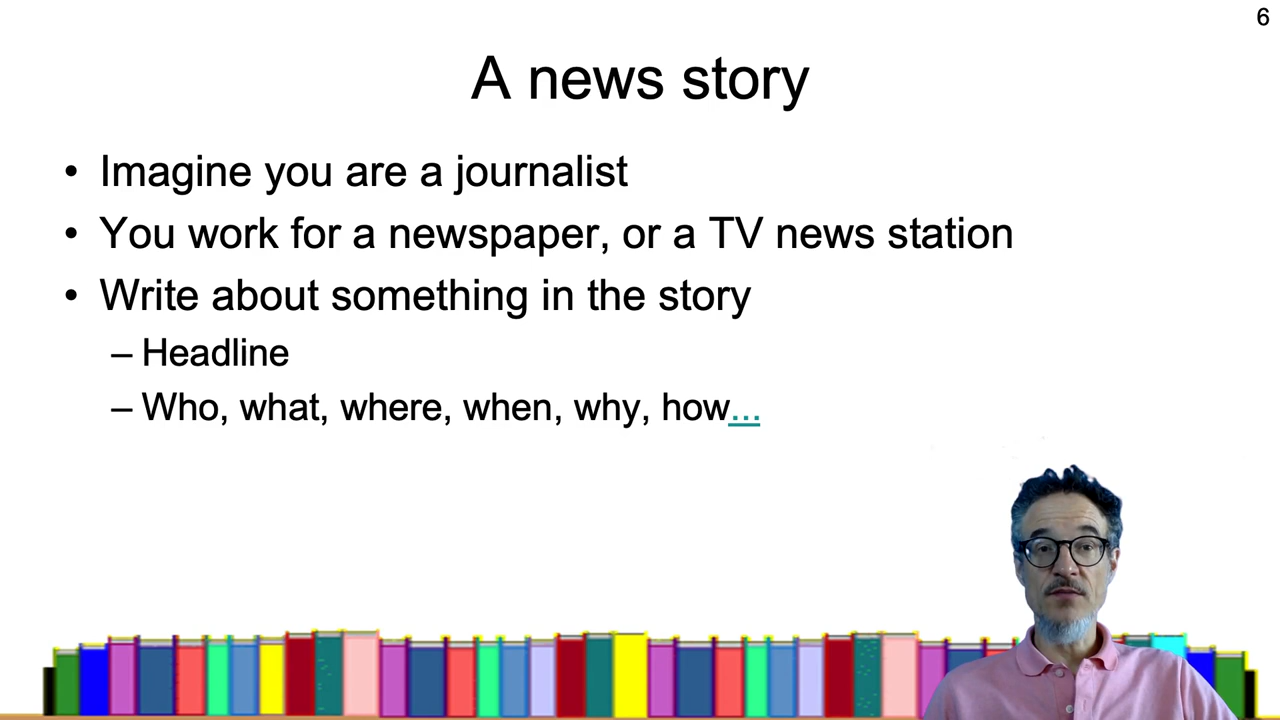 6
A news story
• Imagine you are a journalist
• You work for a newspaper, or a TV news station
• Write about something in the story
– Headline
– Who, what, where, when, why, how...